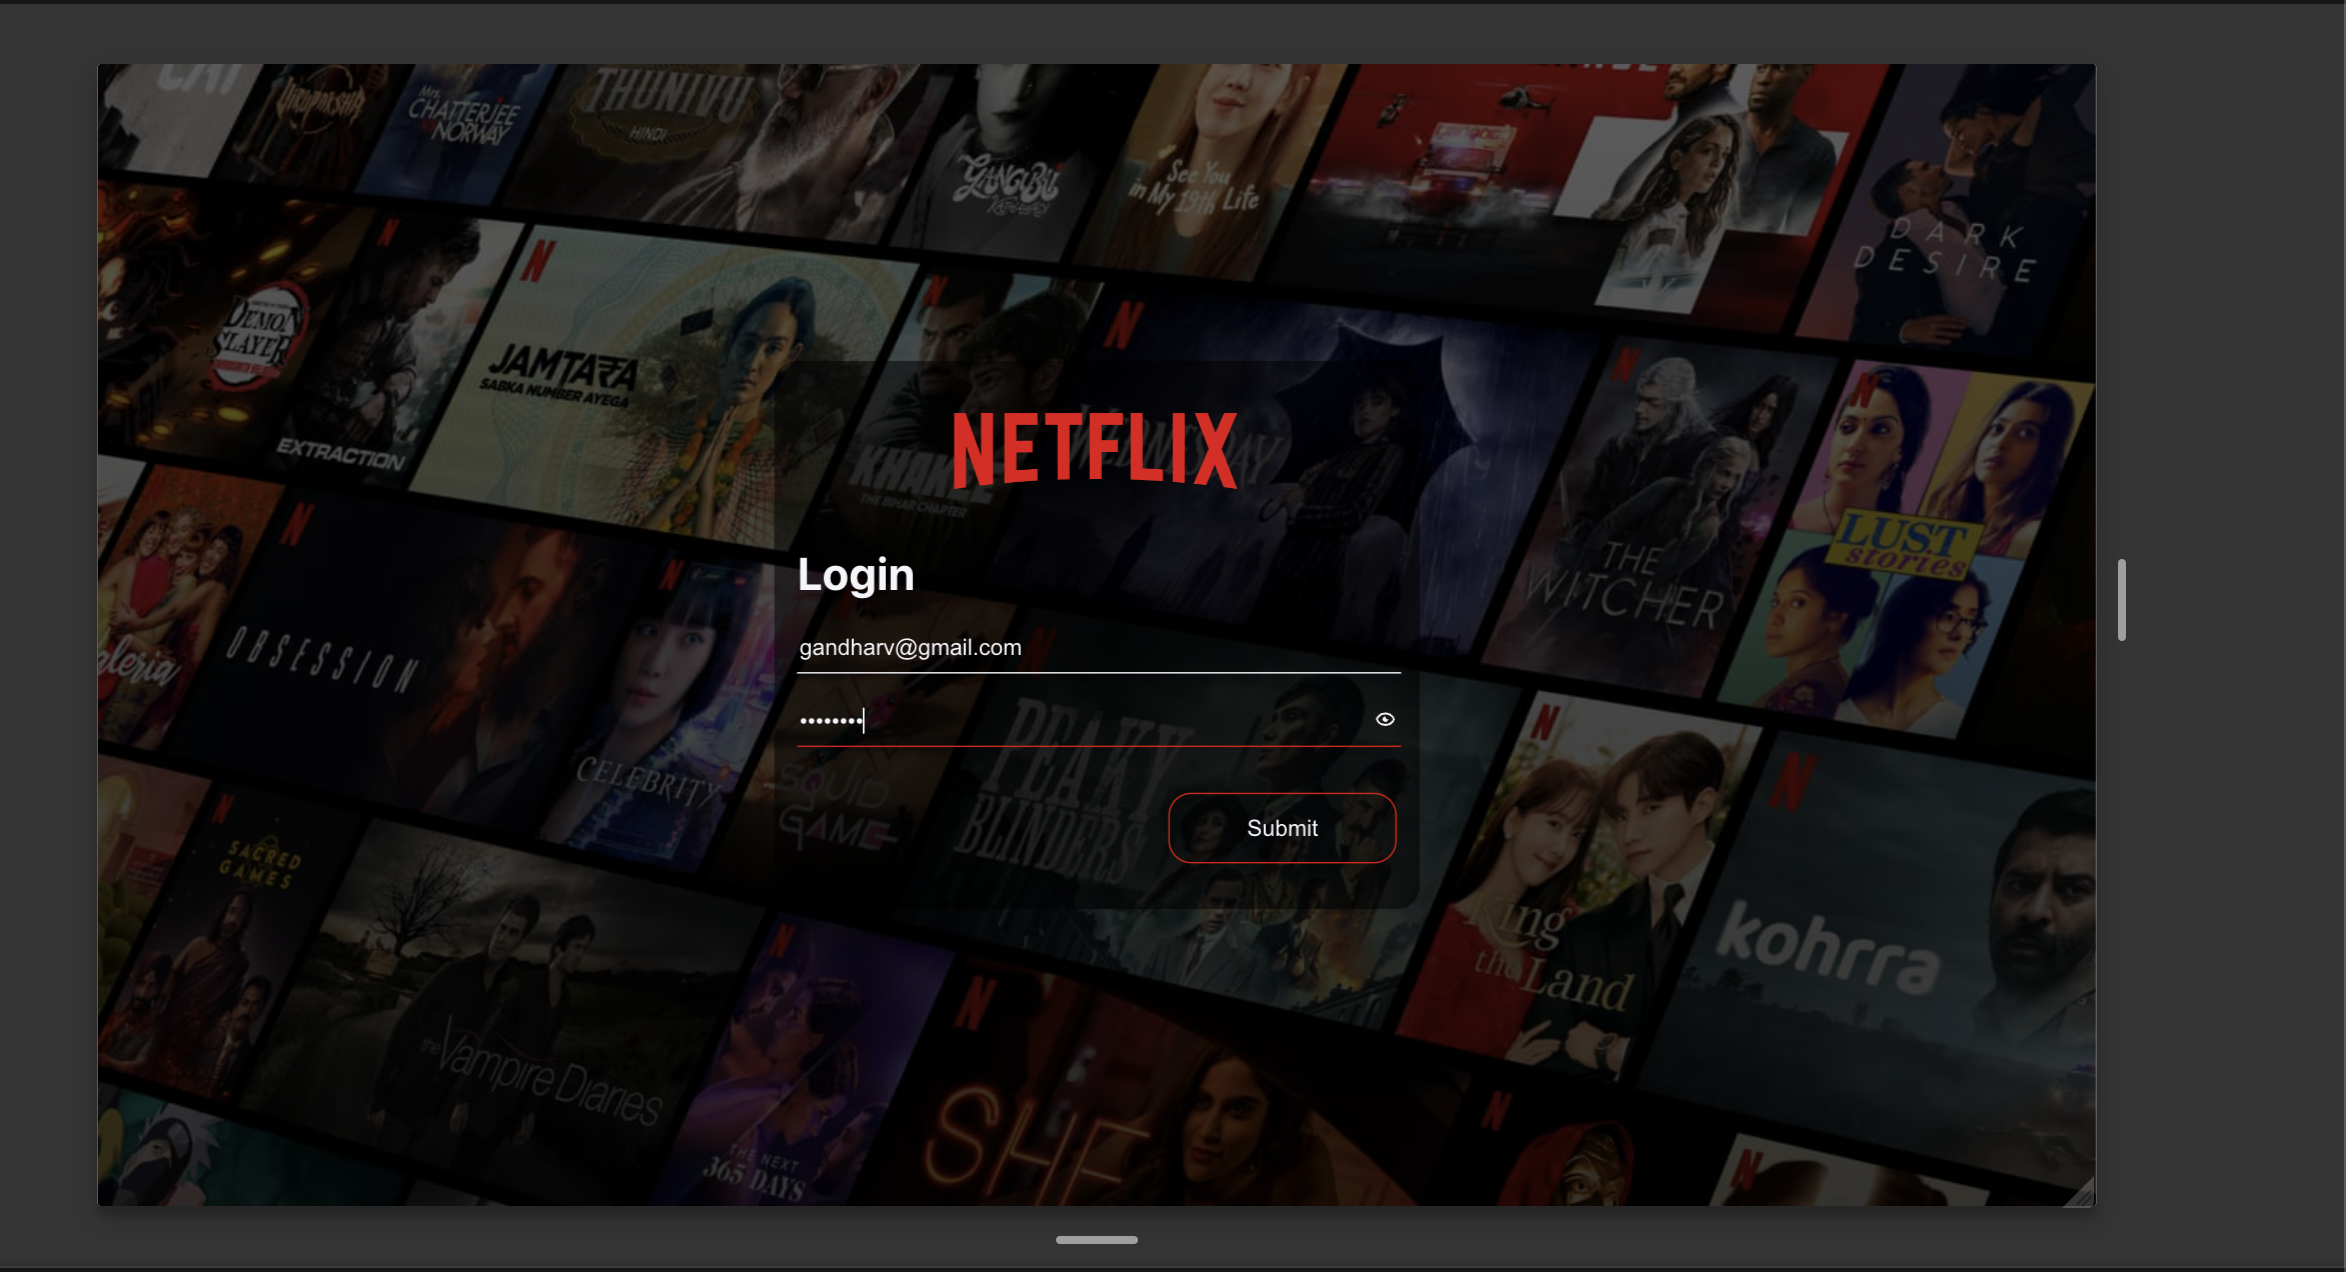 VIRUPAKSHA
Mrs.
CHATTERJEE
VS
NORWAY
THUNIVU
HINDI
GANGUBAI
KATHIAWADI
See You
in My 19th Life
DARK
DESIRE
DEMON
SLAYER
EXTRACTION
JAMTARA
SABKA NUMBER AYEGA
KHAKEE
THE BIHAR CHAPTER
WEDNESDAY
THE
WITCHER
LUST
stories
NETFLIX
Login
gandharv@gmail.com
••••••••
Submit
OBSESSION
CELEBRITY
SQUID
GAME
PEAKY
BLINDERS
King
the Land
kohrra
SACRED
GAMES
the Vampire Diaries
THE NEXT
365 DAYS
SHE